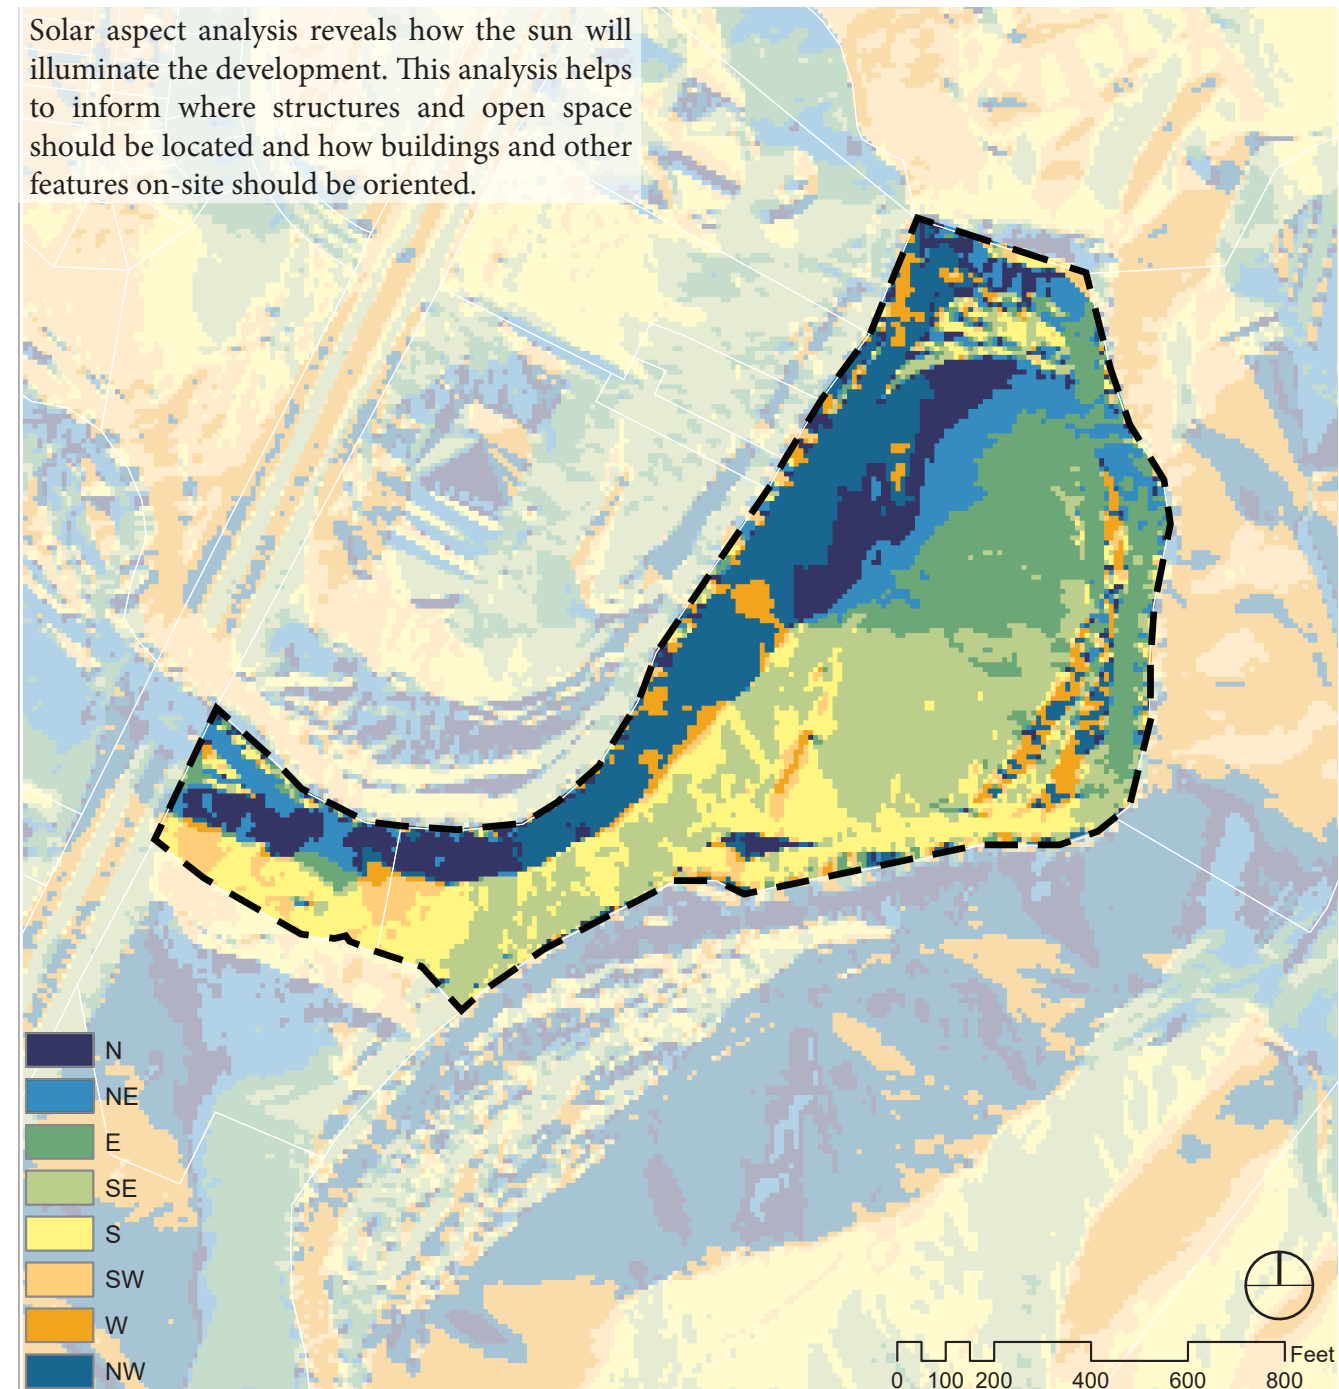 Solar aspect analysis reveals how the sun will
illuminate the development. This analysis helps
to inform where structures and open space
should be located and how buildings and other
features on-site should be oriented.
N
NE
E
SE
S
SW
W
NW
Feet
0 100 200 400 600 800